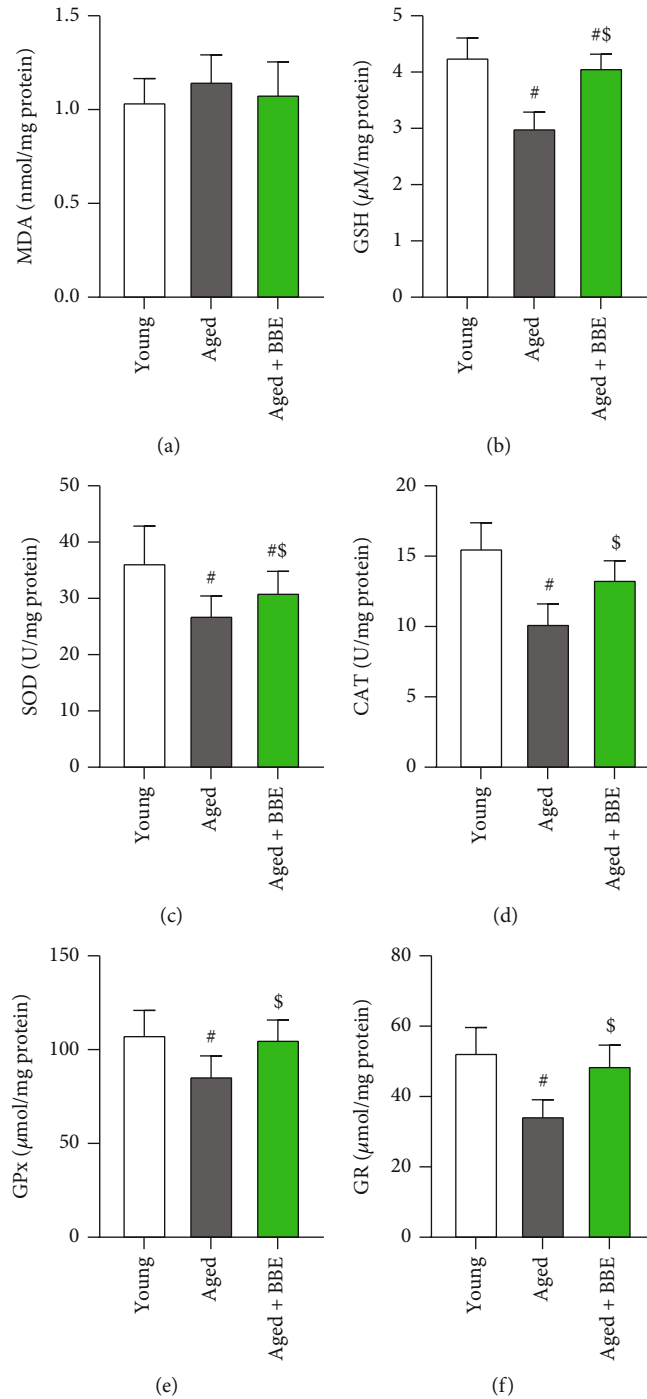 MDA (nmol/mg protein)
1.5
1.0
0.5
0.0
Young
Aged
Aged + BBE
(a)
GSH (μM/mg protein)
5
4
3
2
1
0
#
#$
Young
Aged
Aged + BBE
(b)
SOD (U/mg protein)
50
40
30
20
10
0
#
#$
Young
Aged
Aged + BBE
(c)
CAT (U/mg protein)
20
15
10
5
0
#
$
Young
Aged
Aged + BBE
(d)
GPx (μmol/mg protein)
150
100
50
0
#
$
Young
Aged
Aged + BBE
(e)
GR (μmol/mg protein)
80
60
40
20
0
#
$
Young
Aged
Aged + BBE
(f)